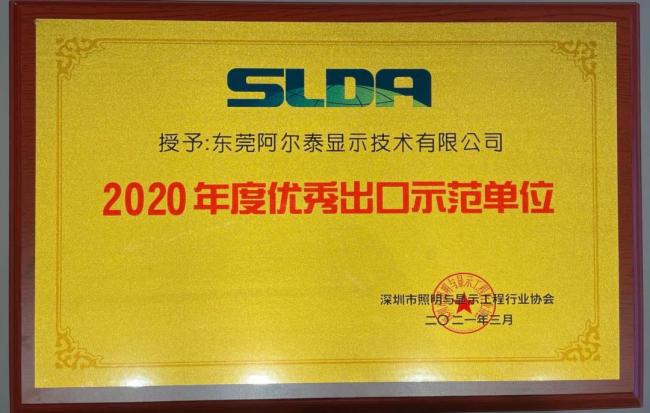 SLDA
授予:东莞阿尔泰显示技术有限公司
2020年度优秀出口示范单位
深圳市照明与显示工程行业协会
二〇二一年三月